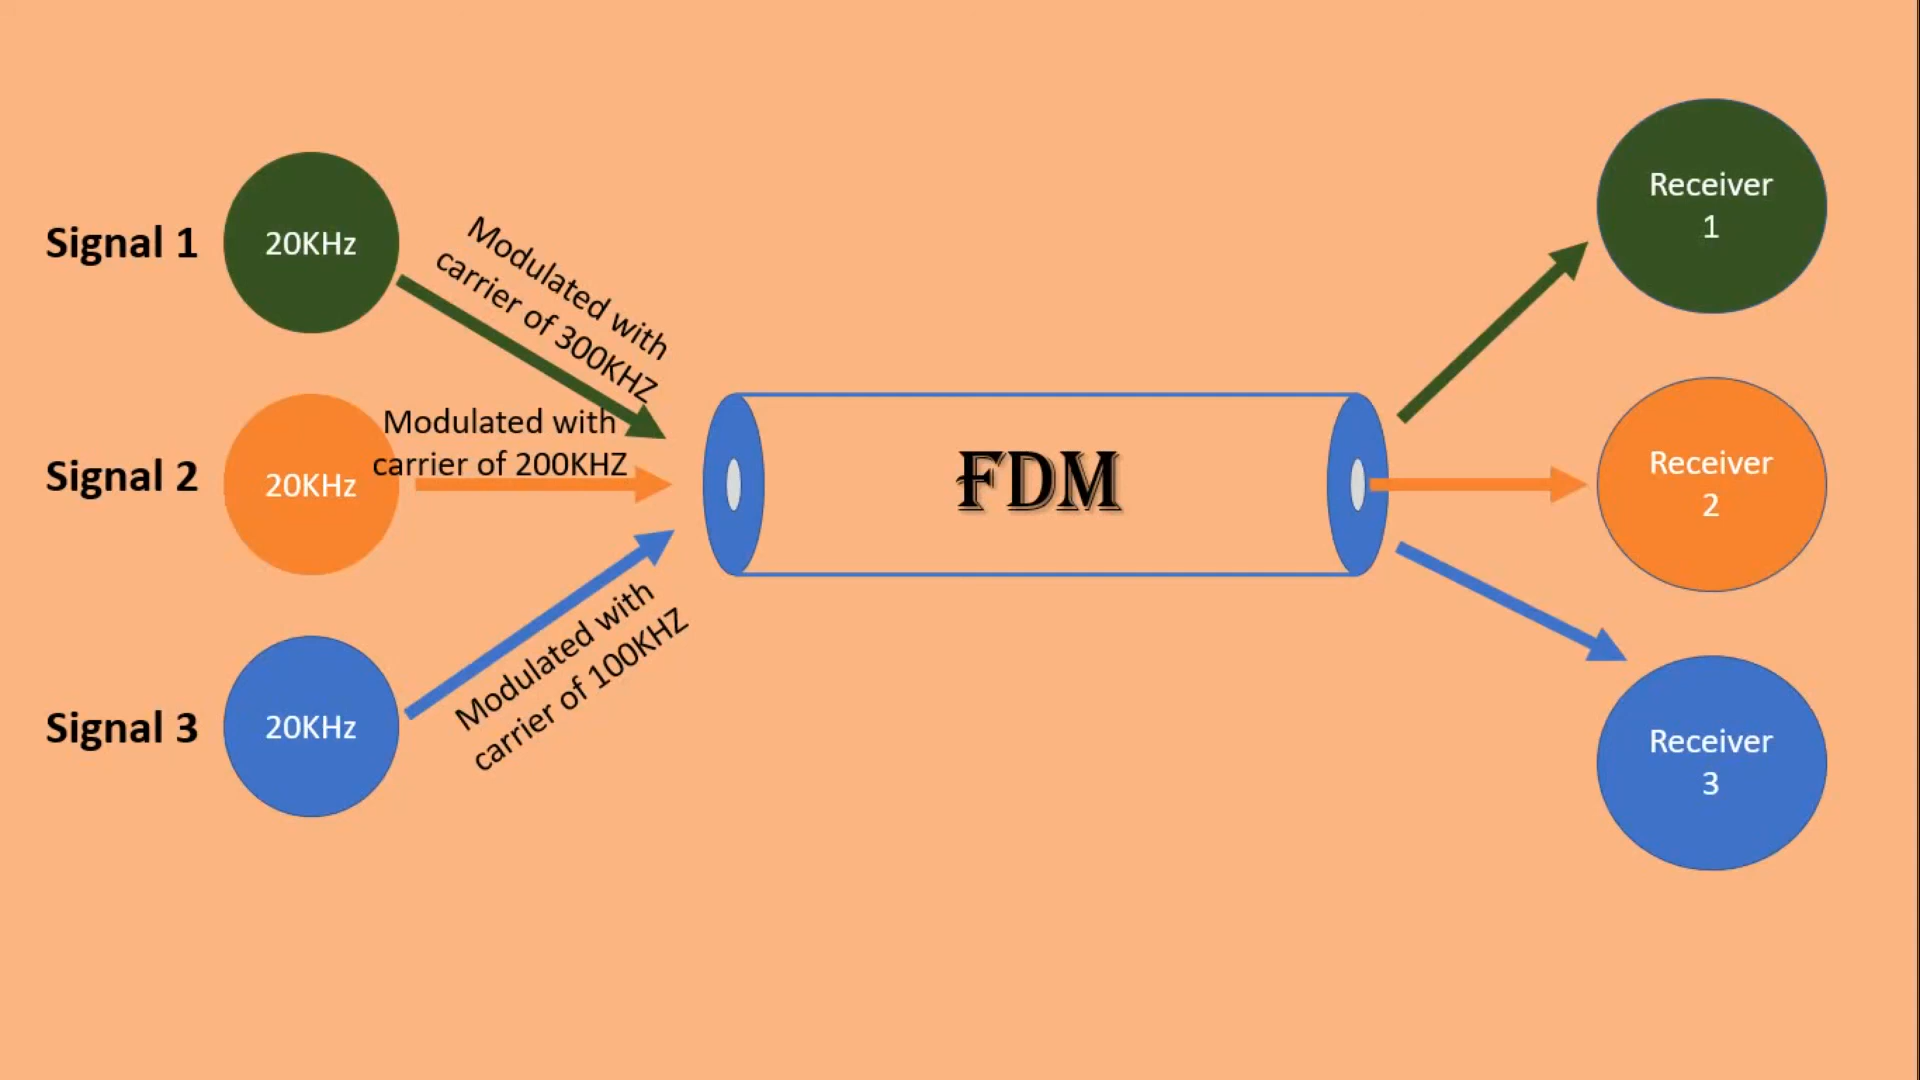 Signal 1
20KHz
Modulated with
carrier of 300KHZ
Signal 2
20KHz
Modulated with
carrier of 200KHZ
Signal 3
20KHz
Modulated with
carrier of 100KHZ
FDM
Receiver
1
Receiver
2
Receiver
3